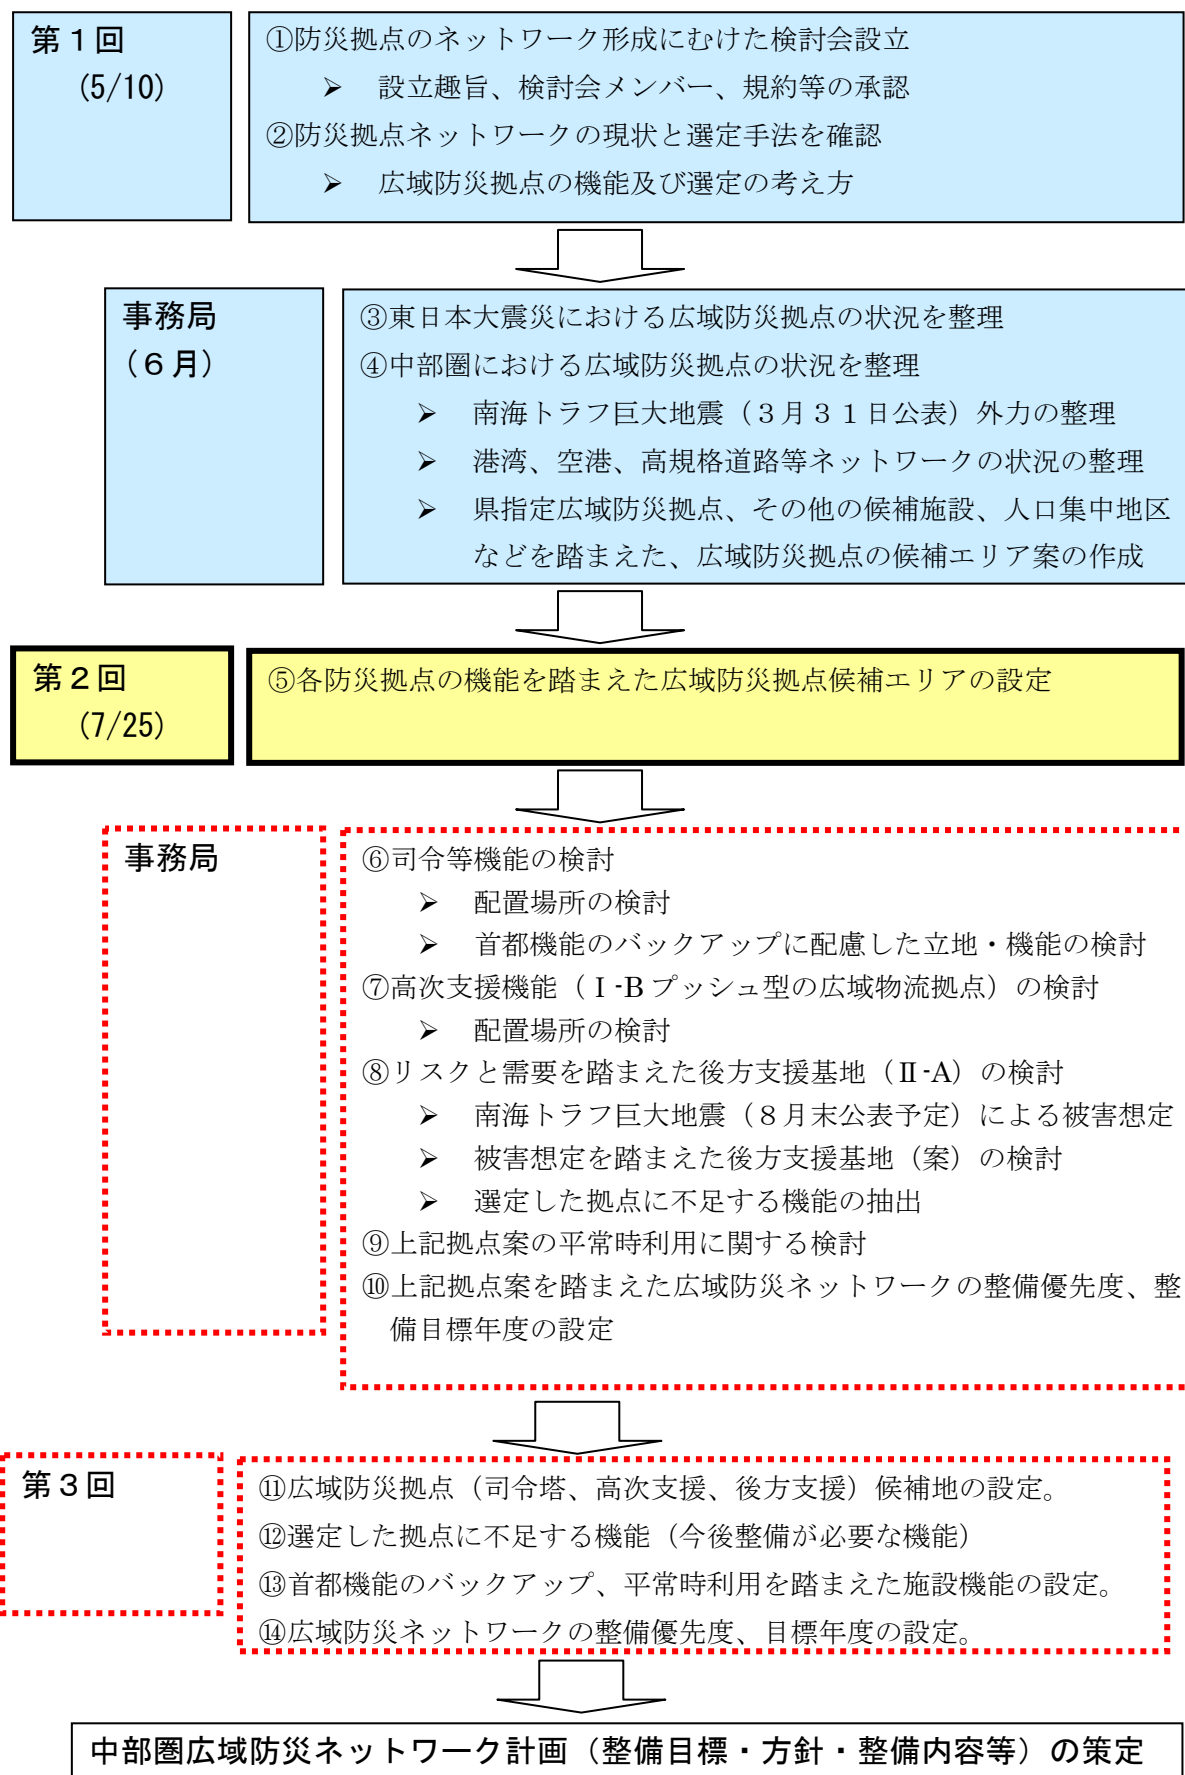 第１回
(5/10)
①防災拠点のネットワーク形成にむけた検討会設立
➢ 設立趣旨、検討会メンバー、規約等の承認
②防災拠点ネットワークの現状と選定手法を確認
➢ 広域防災拠点の機能及び選定の考え方
事務局
(６月)
③東日本大震災における広域防災拠点の状況を整理
④中部圏における広域防災拠点の状況を整理
➢ 南海トラフ巨大地震（３月３１日公表）外力の整理
➢ 港湾、空港、高規格道路等ネットワークの状況の整理
➢ 県指定広域防災拠点、その他の候補施設、人口集中地区
などを踏まえた、広域防災拠点の候補エリア案の作成
第２回
(7/25)
⑤各防災拠点の機能を踏まえた広域防災拠点候補エリアの設定
事務局
⑥司令等機能の検討
➢ 配置場所の検討
➢ 首都機能のバックアップに配慮した立地・機能の検討
⑦高次支援機能（Ⅰ-Bプッシュ型の広域物流拠点）の検討
➢ 配置場所の検討
⑧リスクと需要を踏まえた後方支援基地（Ⅱ-A）の検討
➢ 南海トラフ巨大地震（８月末公表予定）による被害想定
➢ 被害想定を踏まえた後方支援基地（案）の検討
➢ 選定した拠点に不足する機能の抽出
⑨上記拠点案の平常時利用に関する検討
⑩上記拠点案を踏まえた広域防災ネットワークの整備優先度、整
備目標年度の設定
第３回
⑪広域防災拠点（司令塔、高次支援、後方支援）候補地の設定。
⑫選定した拠点に不足する機能（今後整備が必要な機能）
⑬首都機能のバックアップ、平常時利用を踏まえた施設機能の設定。
⑭広域防災ネットワークの整備優先度、目標年度の設定。
中部圏広域防災ネットワーク計画（整備目標・方針・整備内容等）の策定